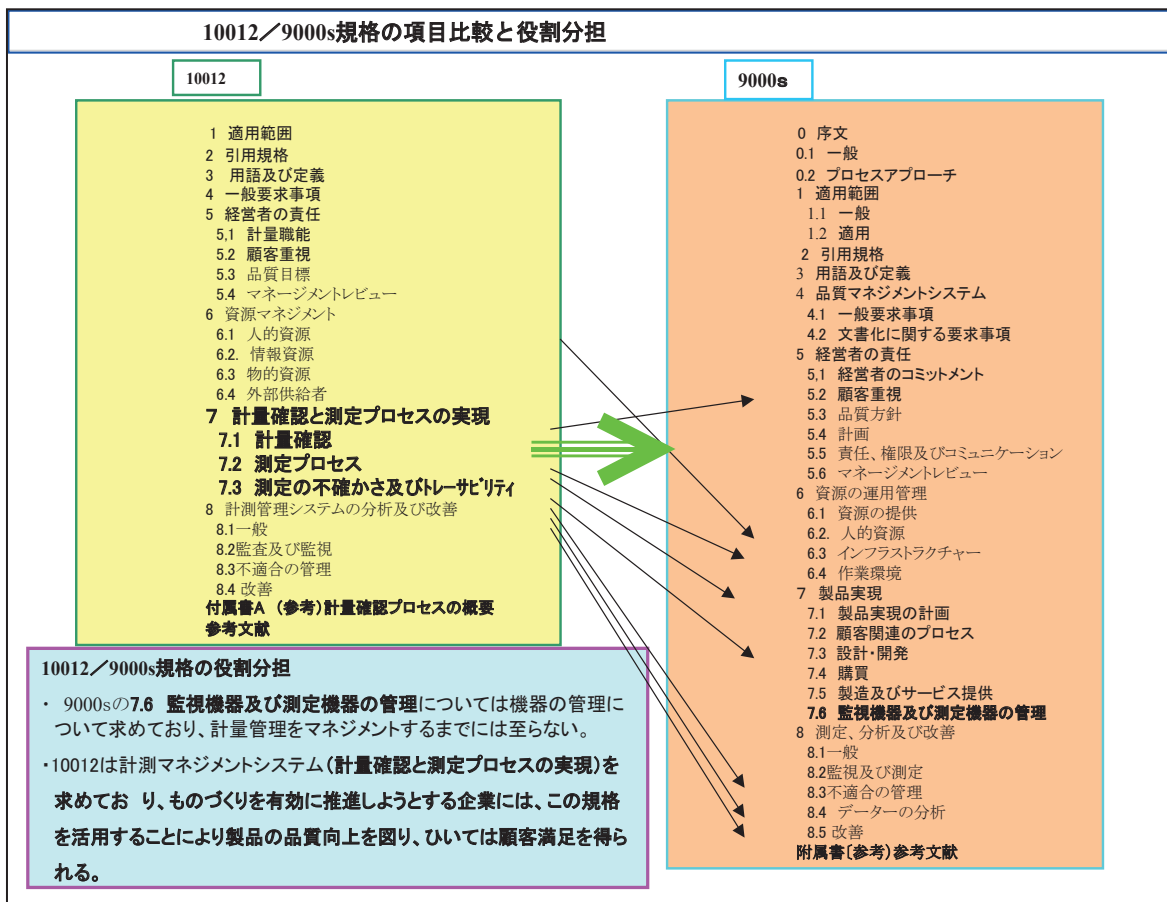 10012／9000s規格の項目比較と役割分担
10012
1 適用範囲
2 引用規格
3 用語及び定義
4 一般要求事項
5 経営者の責任
5,1 計量職能
5.2 顧客重視
5.3 品質目標
5.4 マネージメントレビュー
6 資源マネジメント
6.1 人的資源
6.2. 情報資源
6.3 物的資源
6.4 外部供給者
7 計量確認と測定プロセスの実現
7.1 計量確認
7.2 測定プロセス
7.3 測定の不確かさ及びﾄﾚｰｻﾋﾞﾘﾃｨ
8 計測管理システムの分析及び改善
8.1一般
8.2監査及び監視
8.3不適合の管理
8.4 改善
付属書A （参考）計量確認プロセスの概要
参考文献
9000s
0 序文
0.1 一般
0.2 プロセスアプローチ
1 適用範囲
1.1 一般
1.2 適用
2 引用規格
3 用語及び定義
4 品質マネジメントシステム
4.1 一般要求事項
4.2 文書化に関する要求事項
5 経営者の責任
5,1 経営者のコミットメント
5.2 顧客重視
5.3 品質方針
5.4 計画
5.5 責任、権限及びコミュニケーション
5.6 マネージメントレビュー
6 資源の運用管理
6.1 資源の提供
6.2. 人的資源
6.3 インフラストラクチャー
6.4 作業環境
7 製品実現
7.1 製品実現の計画
7.2 顧客関連のプロセス
7.3 設計・開発
7.4 購買
7.5 製造及びサービス提供
7.6 監視機器及び測定機器の管理
8 測定、分析及び改善
8.1一般
8.2監視及び測定
8.3不適合の管理
8.4 データーの分析
8.5 改善
附属書〔参考〕参考文献
10012／9000s規格の役割分担
・ 9000sの7.6 監視機器及び測定機器の管理については機器の管理に
ついて求めており、計量管理をマネジメントするまでには至らない。
・10012は計測マネジメントシステム（計量確認と測定プロセスの実現）を
求めてお り、ものづくりを有効に推進しようとする企業には、この規格
を活用することにより製品の品質向上を図り、ひいては顧客満足を得ら
れる。